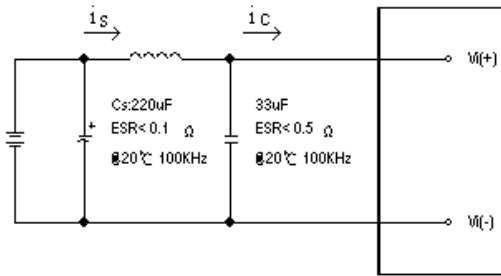 is
ic
Vi(+)
Cs:220uF
ESR<0.1 Ω
@20℃ 100KHz
33uF
ESR<0.5 Ω
@20℃ 100KHz
+
Vi(-)